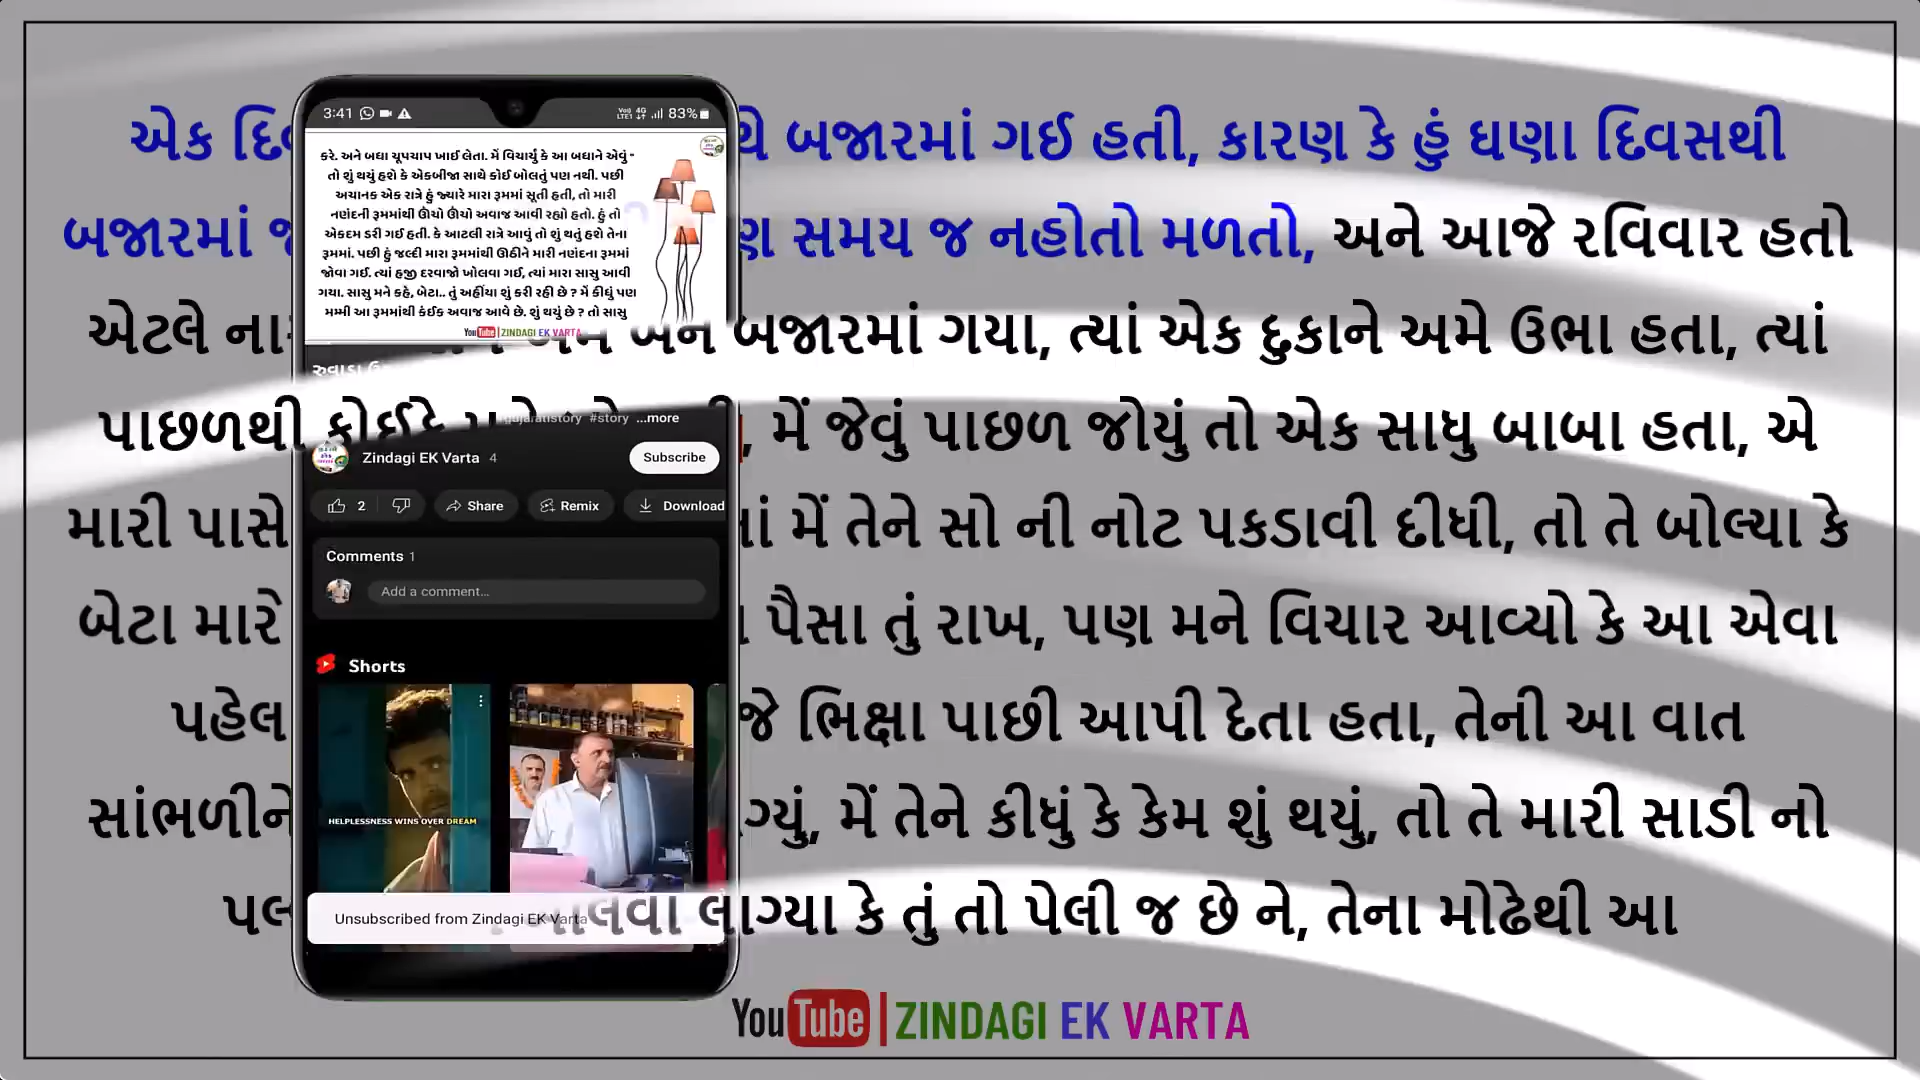 એક દિ
થે બજારમાં ગઈ હતી, કારણ કે હું ઘણા દિવસથી
બજારમાં જ
ણ સમય જ નહોતો મળતો, અને આજે રવિવાર હતો
એટલે
બજારમાં ગયા, ત્યાં એક દુકાને અમે ઉભા હતા, ત્યાં
પાછળથી કોઈકે
, મેં જેવું પાછળ જોયું તો એક સાધુ બાબા હતા, એ
મારી પાસે
મેં તેને સો ની નોટ પકડાવી દીધી, તો તે બોલ્યા કે
બેટા મારે
પૈસા તું રાખ, પણ મને વિચાર આવ્યો કે આ એવા
પહેલ
જે ભિક્ષા પાછી આપી દેતા હતા, તેની આ વાત
સાંભળીને
ગ્યું, મેં તેને કીધું કે કેમ શું થયું, તો તે મારી સાડી નો
લાગ્યા કે તું તો પેલી જ છે ને, તેના મોઢેથી આ
3:41
83%
કરે. અને બધા ચૂપચાપ ખાઈ લેતા. મેં વિચાર્યું કે આ બધાને એવું
તો શું થયું હશે કે એકબીજા સાથે કોઈ બોલતું પણ નથી. પછી
અચાનક એક રાત્રે હું જ્યારે મારા રૂમમાં સૂતી હતી, તો મારી
નણંદની રૂમમાંથી ઊંચો ઊંચો અવાજ આવી રહ્યો હતો. હું તો
એકદમ ડરી ગઈ હતી. કે આટલી રાત્રે આવું તો શું થતું હશે તેના
રૂમમાં. પછી હું જલ્દી મારા રૂમમાંથી ઊઠીને મારી નણંદના રૂમમાં
જોવા ગઈ. ત્યાં હજી દરવાજો ખોલવા ગઈ, ત્યાં મારા સાસુ આવી
ગયા. સાસુ મને કહે, બેટા.. તું અહીંયા શું કરી રહી છે ? મેં કીધું પણ
મમ્મી આ રૂમમાંથી કંઈક અવાજ આવે છે. શું થયું છે ? તો સાસુ
YouTube | ZINDAGI EK VARTA
gujaratistory #story ...more
Zindagi EK Varta 4
Subscribe
2
Share
Remix
Download
Comments 1
Add a comment...
Shorts
HELPLESSNESS WINS OVER DREAM
Unsubscribed from Zindagi EK Varta
YouTube | ZINDAGI EK VARTA